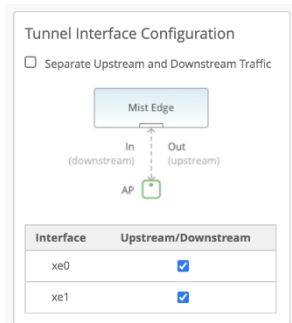 Tunnel Interface Configuration
Separate Upstream and Downstream Traffic
Mist Edge
In Out
(downstream) (upstream)
AP
Interface Upstream/Downstream
xe0
xe1